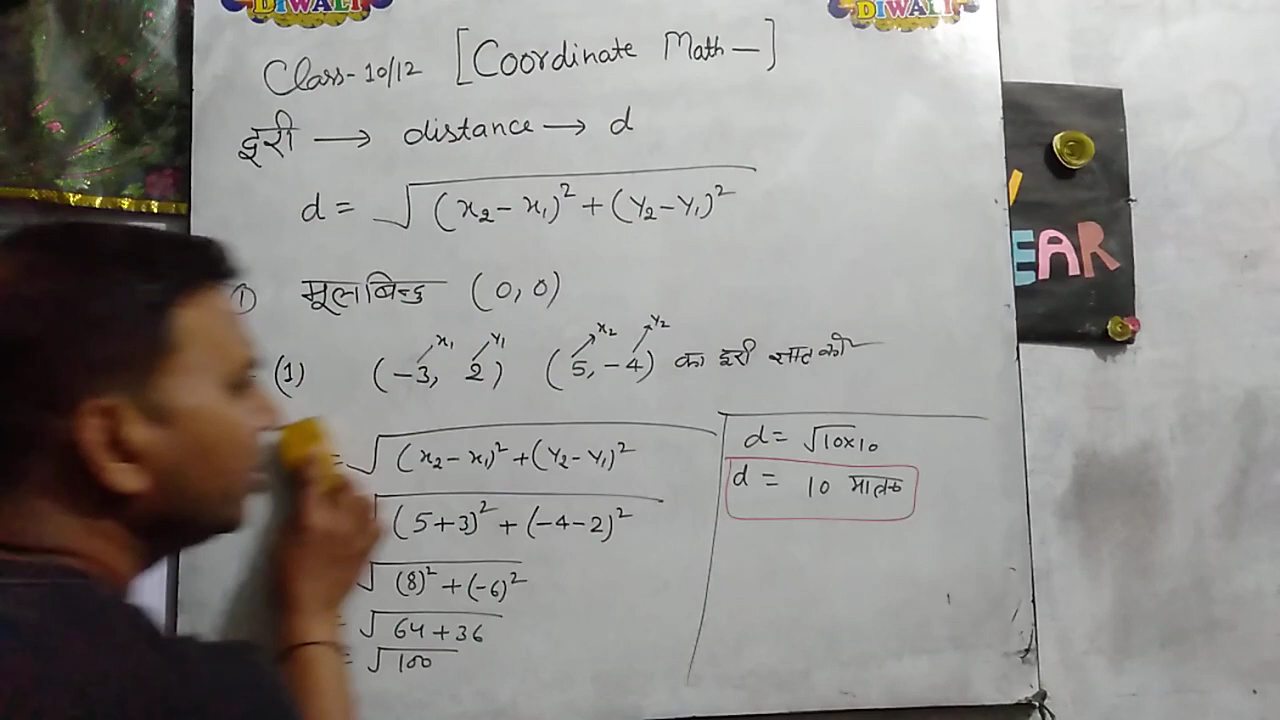 DIWALI
DIWALI
Class-10/12 [Coordinate Math —]
दूरी → distance → d
d = √(x₂ - x₁)² + (y₂ - y₁)²
① मूलबिन्दु (0, 0)
x₁ y₁ x₂ y₂
(1) (-3, 2) (5, -4) का दूरी ज्ञात करो
= √(x₂ - x₁)² + (y₂ - y₁)²
√(5+3)² + (-4-2)²
√(8)² + (-6)²
= √64 + 36
= √100
d = √10×10
d = 10 मात्रक
EAR